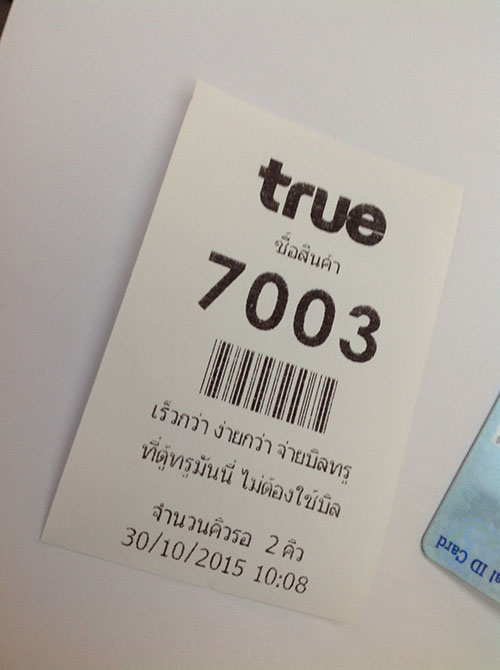 true
ซื้อสินค้า
7003
เร็วกว่า ง่ายกว่า จ่ายบิลทรู
ที่ตู้ทรูมันนี่ ไม่ต้องใช้บิล
จำนวนคิวรอ 2 คิว
30/10/2015 10:08
al ID Card